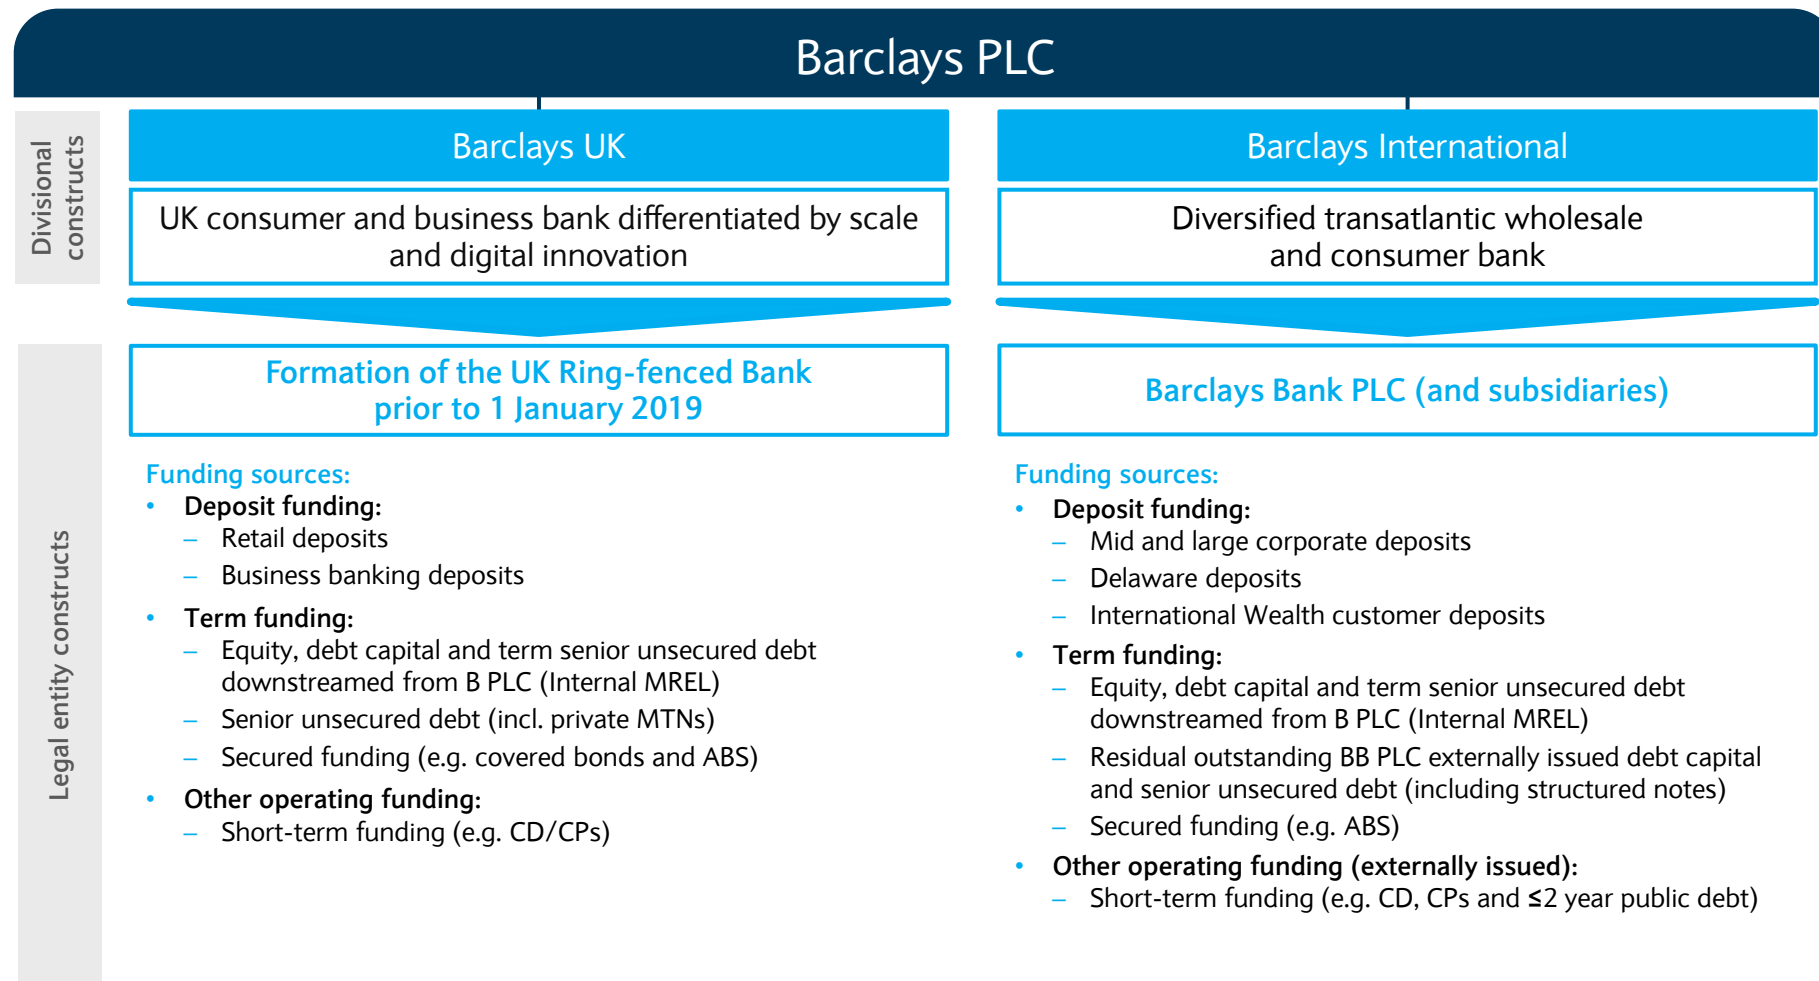 Barclays PLC
Divisional
constructs
Barclays UK
UK consumer and business bank differentiated by scale
and digital innovation
Barclays International
Diversified transatlantic wholesale
and consumer bank
Legal entity constructs
Formation of the UK Ring-fenced Bank
prior to 1 January 2019
Funding sources:
• Deposit funding:
– Retail deposits
– Business banking deposits
• Term funding:
– Equity, debt capital and term senior unsecured debt
downstreamed from B PLC (Internal MREL)
– Senior unsecured debt (incl. private MTNs)
– Secured funding (e.g. covered bonds and ABS)
• Other operating funding:
– Short-term funding (e.g. CD/CPs)
Barclays Bank PLC (and subsidiaries)
Funding sources:
• Deposit funding:
– Mid and large corporate deposits
– Delaware deposits
– International Wealth customer deposits
• Term funding:
– Equity, debt capital and term senior unsecured debt
downstreamed from B PLC (Internal MREL)
– Residual outstanding BB PLC externally issued debt capital
and senior unsecured debt (including structured notes)
– Secured funding (e.g. ABS)
• Other operating funding (externally issued):
– Short-term funding (e.g. CD, CPs and ≤2 year public debt)